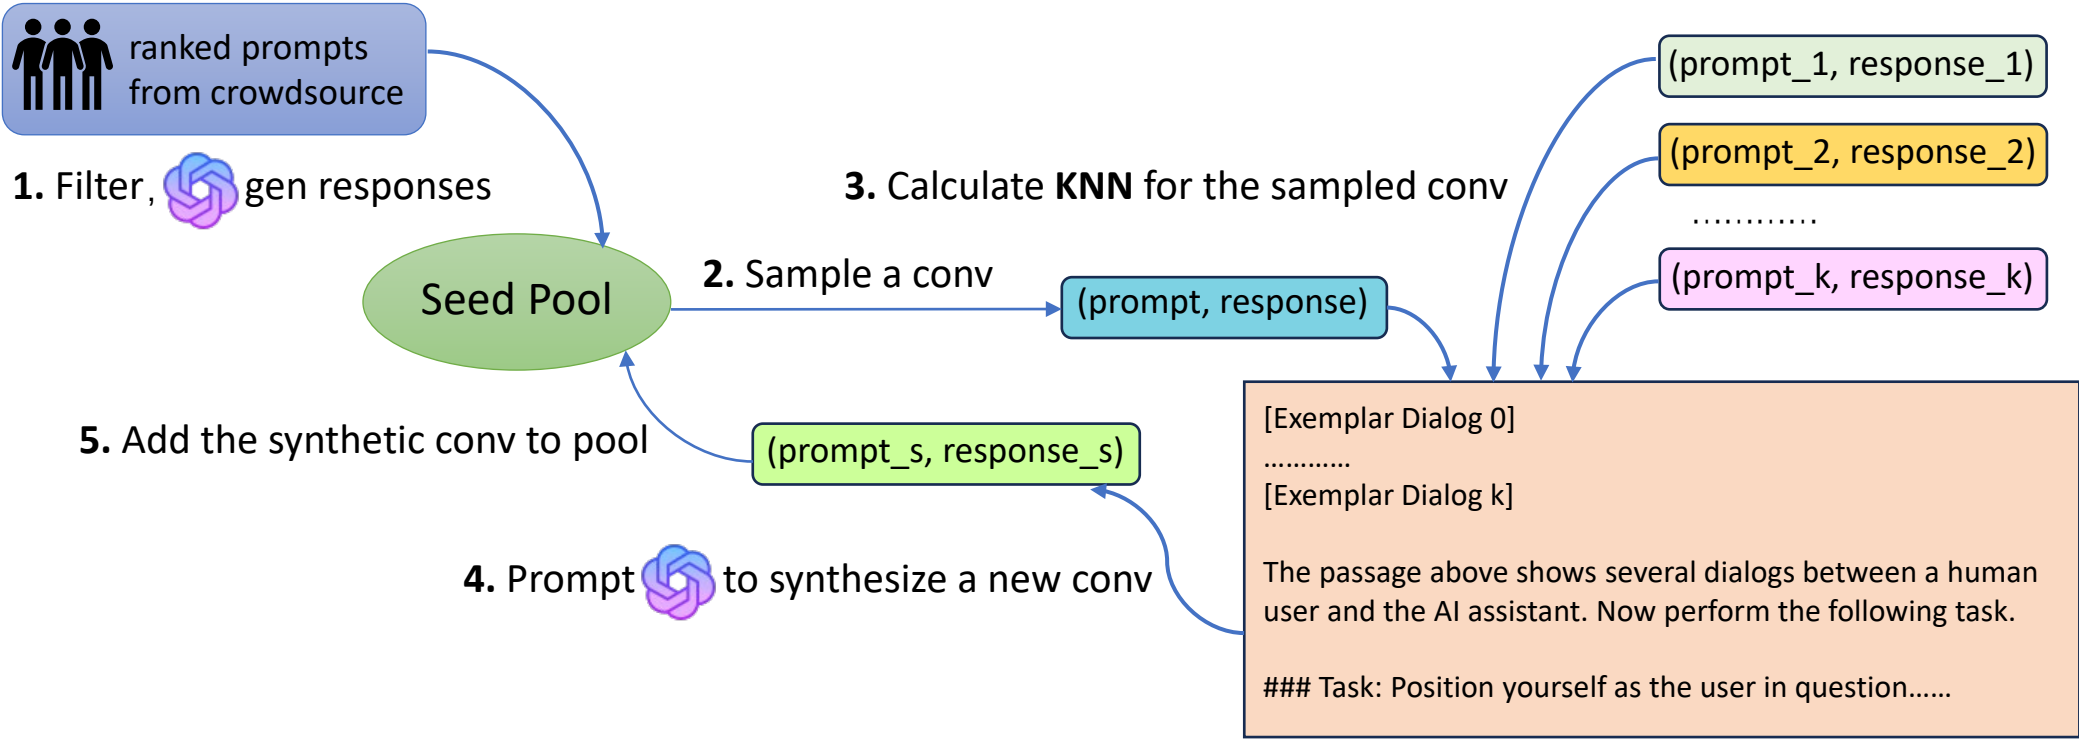 ranked prompts
from crowdsource
1. Filter, gen responses
Seed Pool
2. Sample a conv
(prompt, response)
3. Calculate KNN for the sampled conv
(prompt_1, response_1)
(prompt_2, response_2)
............
(prompt_k, response_k)
[Exemplar Dialog 0]
............
[Exemplar Dialog k]
The passage above shows several dialogs between a human
user and the AI assistant. Now perform the following task.
### Task: Position yourself as the user in question......
4. Prompt to synthesize a new conv
(prompt_s, response_s)
5. Add the synthetic conv to pool